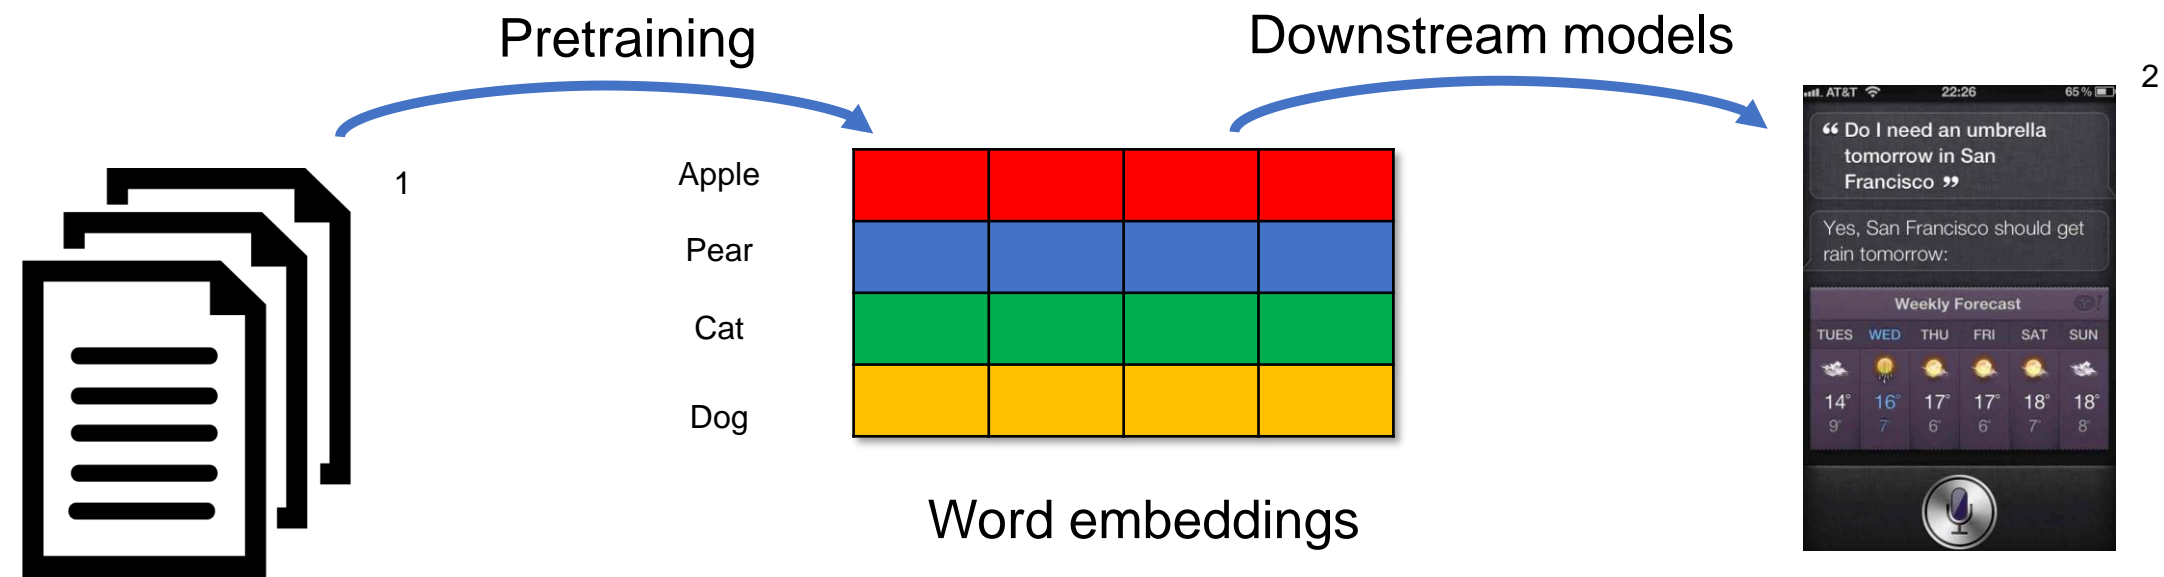 Pretraining
Downstream models
1
2
Apple
Pear
Cat
Dog
Word embeddings
AT&T 22:26 65%
“ Do I need an umbrella
tomorrow in San
Francisco ”
Yes, San Francisco should get
rain tomorrow:
Weekly Forecast
TUES WED THU FRI SAT SUN
14° 16° 17° 17° 18° 18°
9° 7° 6° 6° 7° 8°